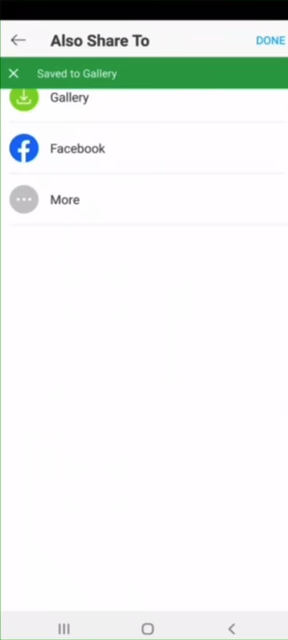 Also Share To
DONE
Saved to Gallery
Gallery
Facebook
More